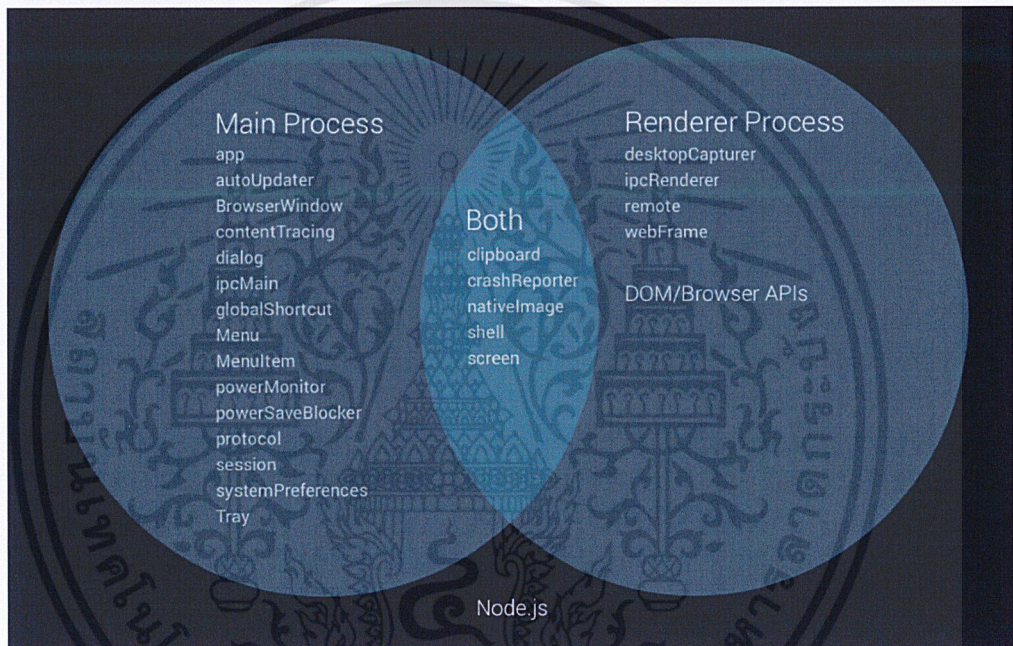 Main Process
app
autoUpdater
BrowserWindow
contentTracing
dialog
ipcMain
globalShortcut
Menu
MenuItem
powerMonitor
powerSaveBlocker
protocol
session
systemPreferences
Tray
Both
clipboard
crashReporter
nativeImage
shell
screen
Renderer Process
desktopCapturer
ipcRenderer
remote
webFrame
DOM/Browser APIs
Node.js